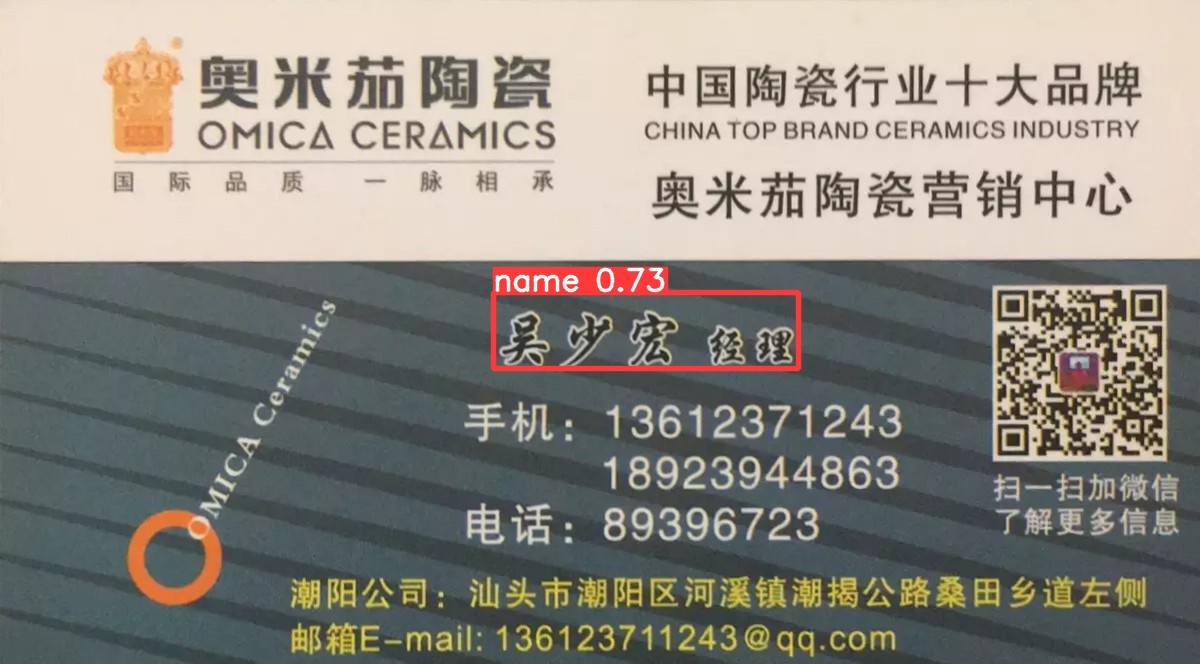 奥米茄陶瓷
OMICA CERAMICS
国际品质 一脉相承
中国陶瓷行业十大品牌
CHINA TOP BRAND CERAMICS INDUSTRY
奥米茄陶瓷营销中心
name 0.73
吴少宏 经理
OMICA Ceramics
手机：13612371243
18923944863
电话：89396723
扫一扫加微信
了解更多信息
潮阳公司：汕头市潮阳区河溪镇潮揭公路桑田乡道左侧
邮箱E-mail: 136123711243@qq.com